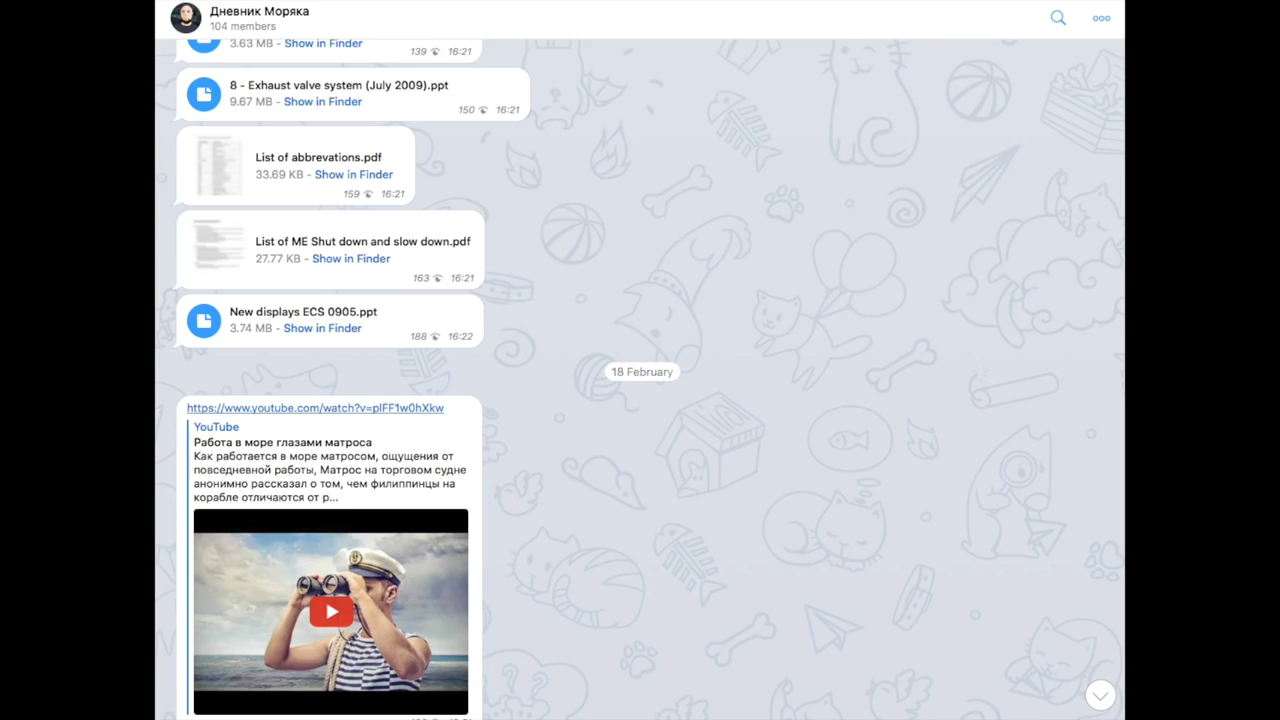 Дневник Моряка
104 members
3.63 MB - Show in Finder
139 16:21
8 - Exhaust valve system (July 2009).ppt
9.67 MB - Show in Finder
150 16:21
List of abbrevations.pdf
33.69 KB - Show in Finder
159 16:21
List of ME Shut down and slow down.pdf
27.77 KB - Show in Finder
163 16:21
New displays ECS 0905.ppt
3.74 MB - Show in Finder
188 16:22
18 February
https://www.youtube.com/watch?v=plFF1w0hXkw
YouTube
Работа в море глазами матроса
Как работается в море матросом, ощущения от
повседневной работы, Матрос на торговом судне
анонимно рассказал о том, чем филиппинцы на
корабле отличаются от р...